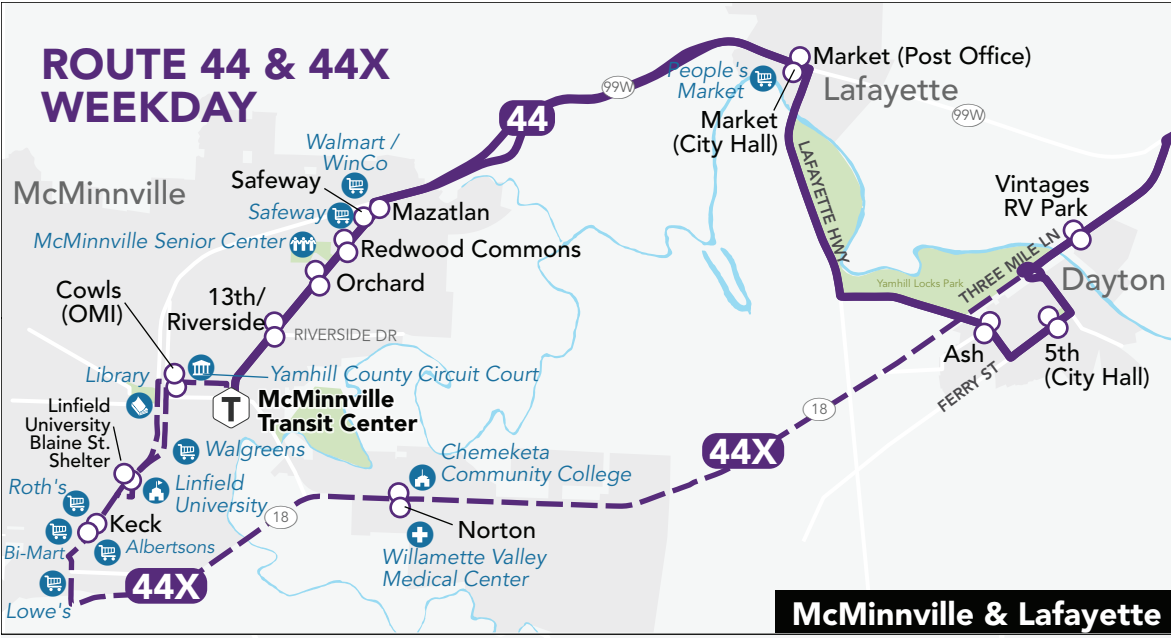 ROUTE 44 & 44X
WEEKDAY
Market (Post Office)
People's
Market
Lafayette
99W
99W
Market
(City Hall)
44
Walmart /
WinCo
Safeway
McMinnville
Safeway
Mazatlan
McMinnville Senior Center
Redwood Commons
Orchard
LAFAYETTE HWY
Vintages
RV Park
THREE MILE LN
Yamhill Locks Park
Dayton
Cowls
(OMI)
13th/
Riverside
RIVERSIDE DR
Ash
5th
(City Hall)
FERRY ST
Library
Yamhill County Circuit Court
T
McMinnville
Transit Center
Linfield
University
Blaine St.
Shelter
18
44X
Walgreens
Chemeketa
Community College
Roth's
Linfield
University
18
Keck
Norton
Bi-Mart
Albertsons
Willamette Valley
Medical Center
44X
Lowe's
McMinnville & Lafayette